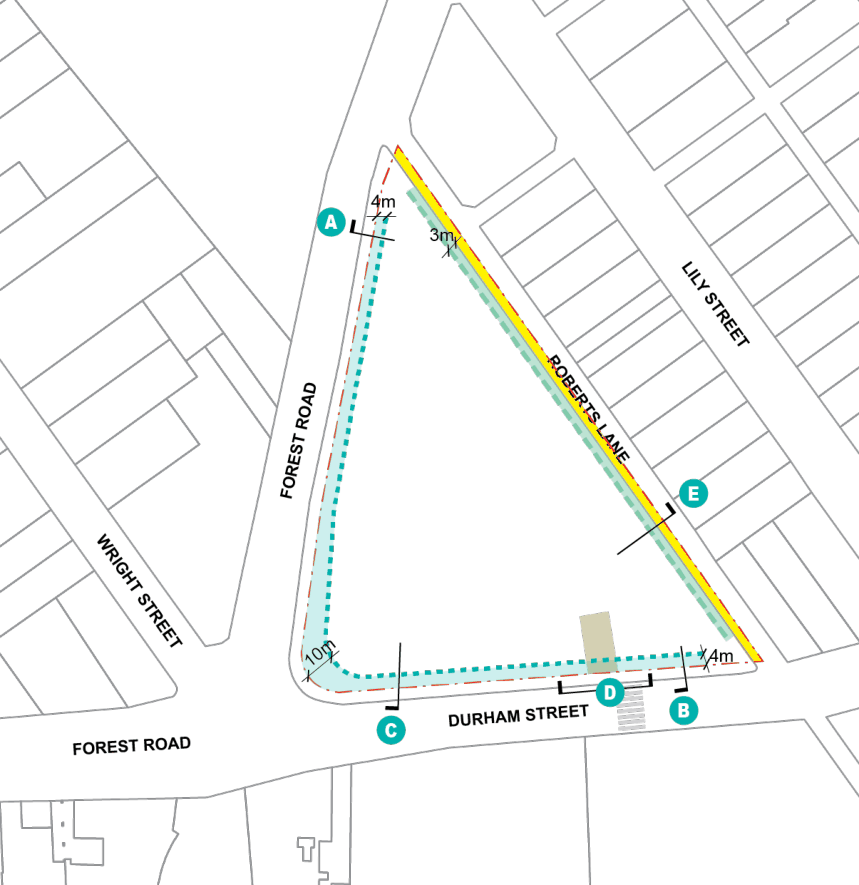 4m
A
3m
LILY STREET
ROBERTS LANE
FOREST ROAD
E
WRIGHT STREET
10m
4m
D
B
C
DURHAM STREET
FOREST ROAD